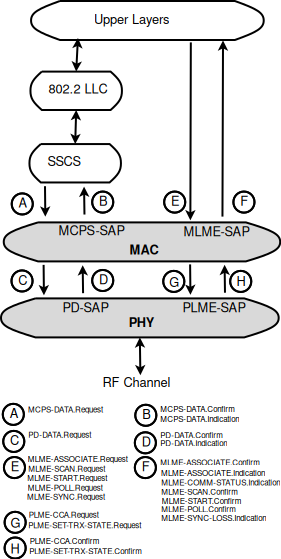 Upper Layers
802.2 LLC
SSCS
A
B
E
F
MCPS-SAP
MLME-SAP
MAC
C
D
G
H
PD-SAP
PLME-SAP
PHY
RF Channel
A
MCPS-DATA.Request
B
MCPS-DATA.Confirm
MCPS-DATA.Indication
C
PD-DATA.Request
D
PD-DATA.Confirm
PD-DATA.Indication
E
MLME-ASSOCIATE.Request
MLME-SCAN.Request
MLME-START.Request
MLME-POLL.Request
MLME-SYNC.Request
F
MLME-ASSOCIATE.Confirm
MLME-ASSOCIATE.Indication
MLME-COMM-STATUS.Indication
MLME-SCAN.Confirm
MLME-START.Confirm
MLME-POLL.Confirm
MLME-SYNC-LOSS.Indication
G
PLME-CCA.Request
PLME-SET-TRX-STATE.Request
H
PLME-CCA.Confirm
PLME-SET-TRX-STATE.Confirm